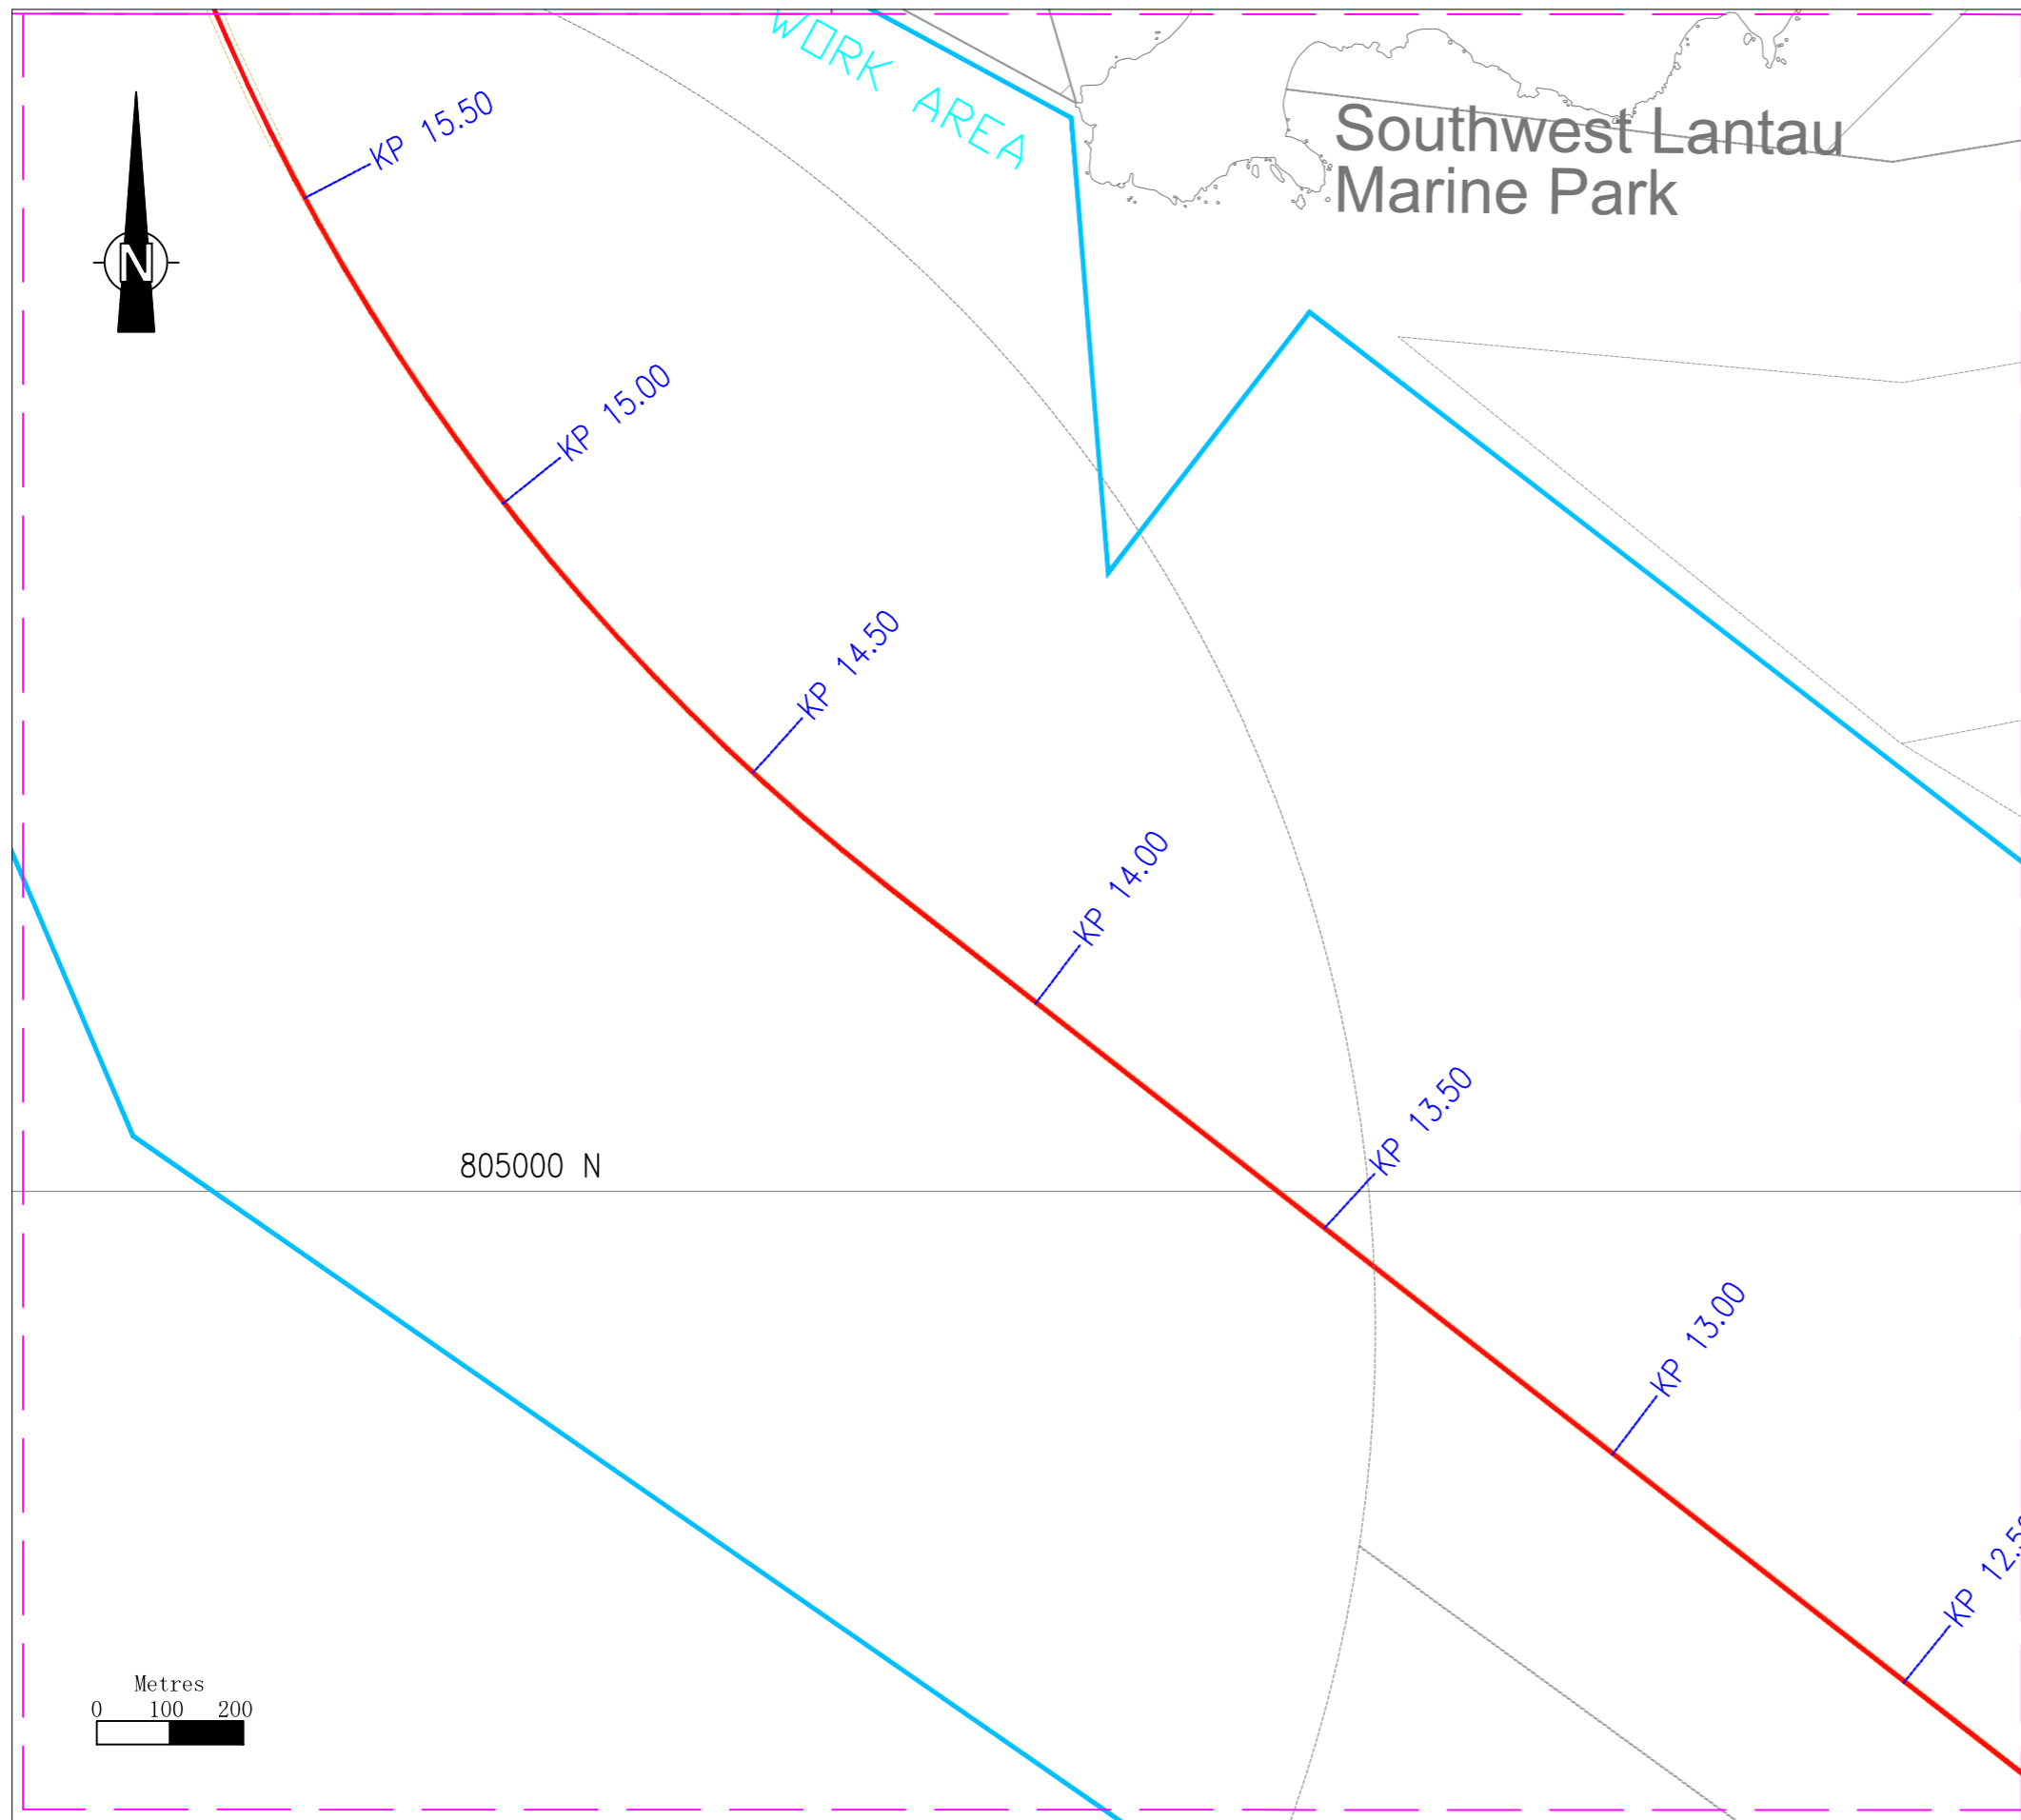 WORK AREA
Southwest Lantau
Marine Park
KP 15.50
N
KP 15.00
KP 14.50
KP 14.00
KP 13.50
805000 N
KP 13.00
KP 12.5
Metres
0 100 200